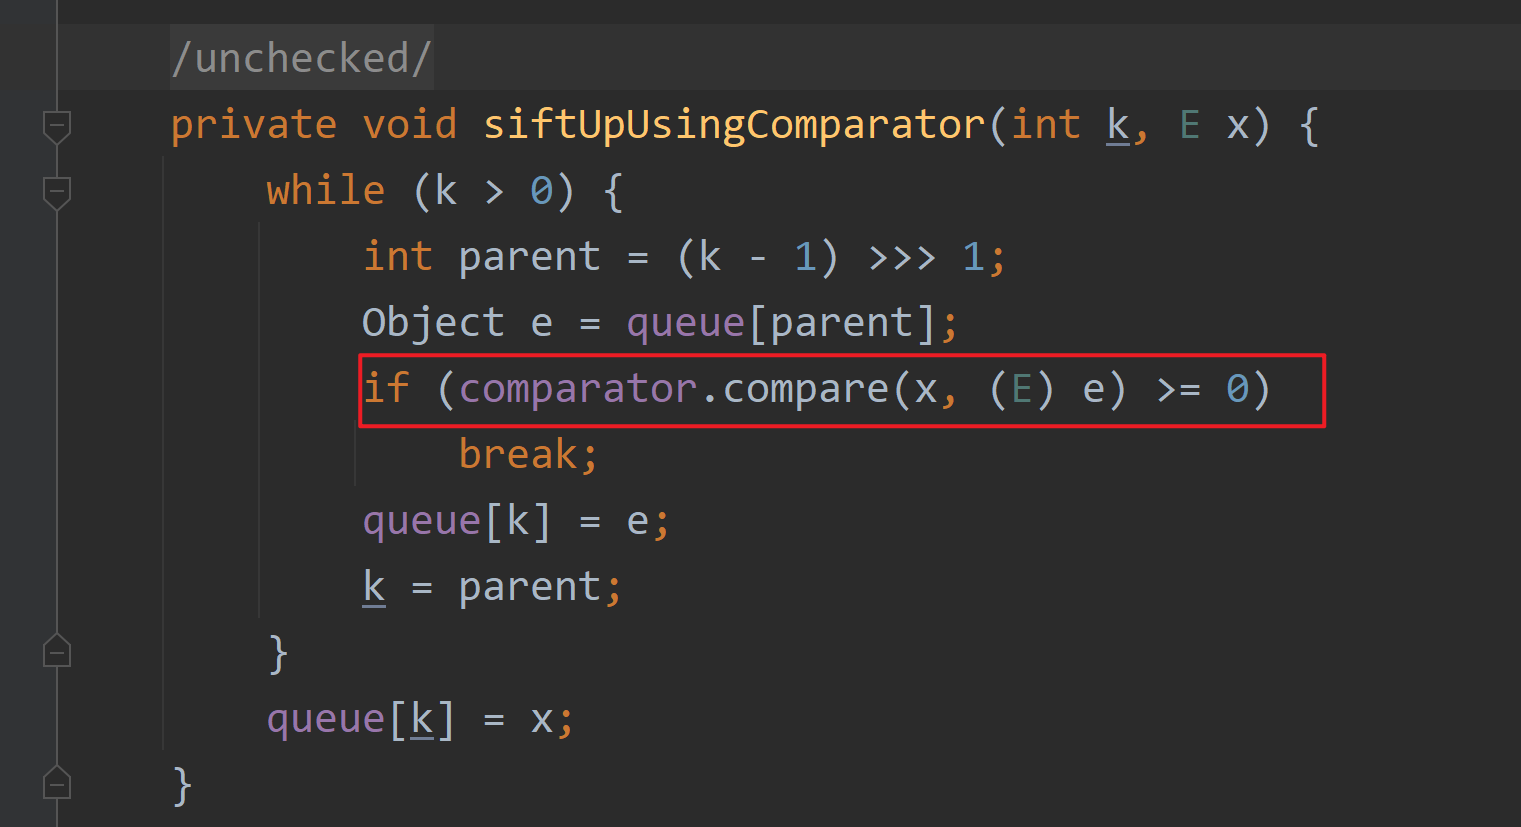 /unchecked/
private void siftUpUsingComparator(int k, E x) {
while (k > 0) {
int parent = (k - 1) >>> 1;
Object e = queue[parent];
if (comparator.compare(x, (E) e) >= 0)
break;
queue[k] = e;
k = parent;
}
queue[k] = x;
}